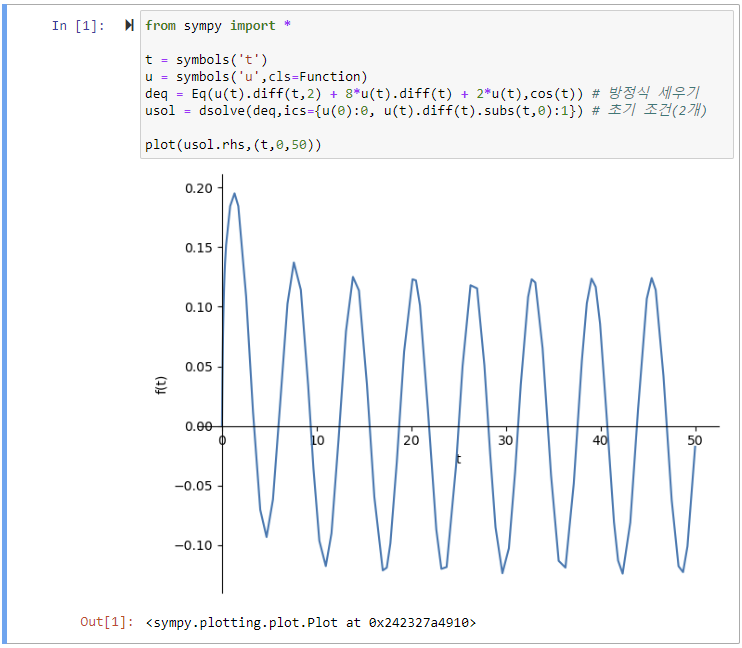 In [1]:
from sympy import *
t = symbols('t')
u = symbols('u',cls=Function)
deq = Eq(u(t).diff(t,2) + 8*u(t).diff(t) + 2*u(t),cos(t)) # 방정식 세우기
usol = dsolve(deq,ics={u(0):0, u(t).diff(t).subs(t,0):1}) # 초기 조건(2개)
plot(usol.rhs,(t,0,50))
0.20
0.15
0.10
0.05
f(t)
0.00
0 10 20 30 40 50
t
−0.05
−0.10
Out[1]: <sympy.plotting.plot.Plot at 0x242327a4910>